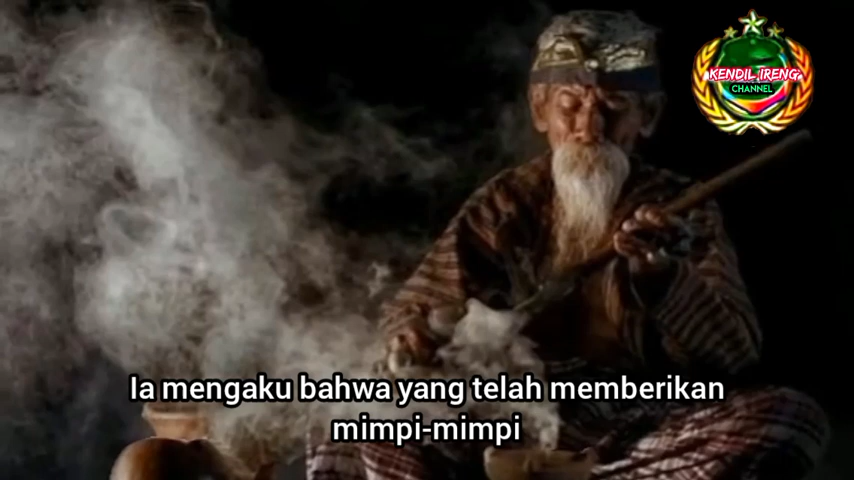 KENDIL IRENG
CHANNEL
Ia mengaku bahwa yang telah memberikan
mimpi-mimpi